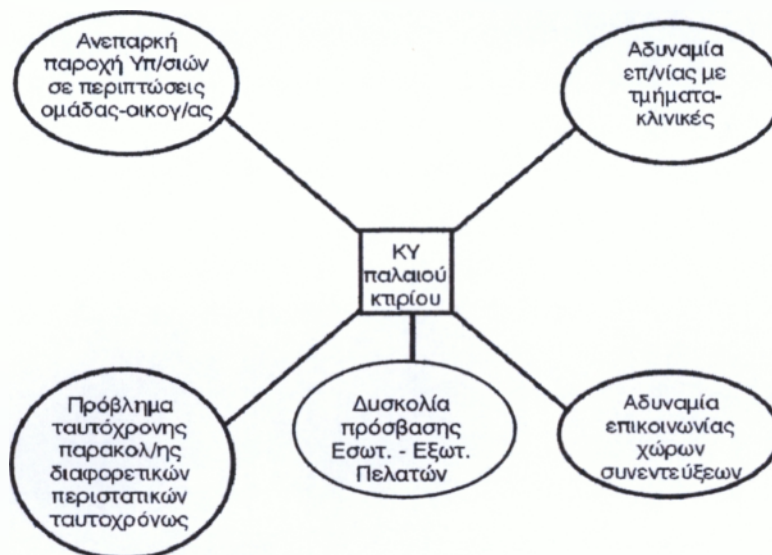 Ανεπαρκή
παροχή Υπ/σιών
σε περιπτώσεις
ομάδας-οικογ/ας
Αδυναμία
επ/νίας με
τμήματα-
κλινικές
ΚΥ
παλαιού
κτιρίου
Πρόβλημα
ταυτόχρονης
παρακολ/ης
διαφορετικών
περιστατικών
ταυτοχρόνως
Δυσκολία
πρόσβασης
Εσωτ. - Εξωτ.
Πελατών
Αδυναμία
επικοινωνίας
χώρων
συνεντεύξεων